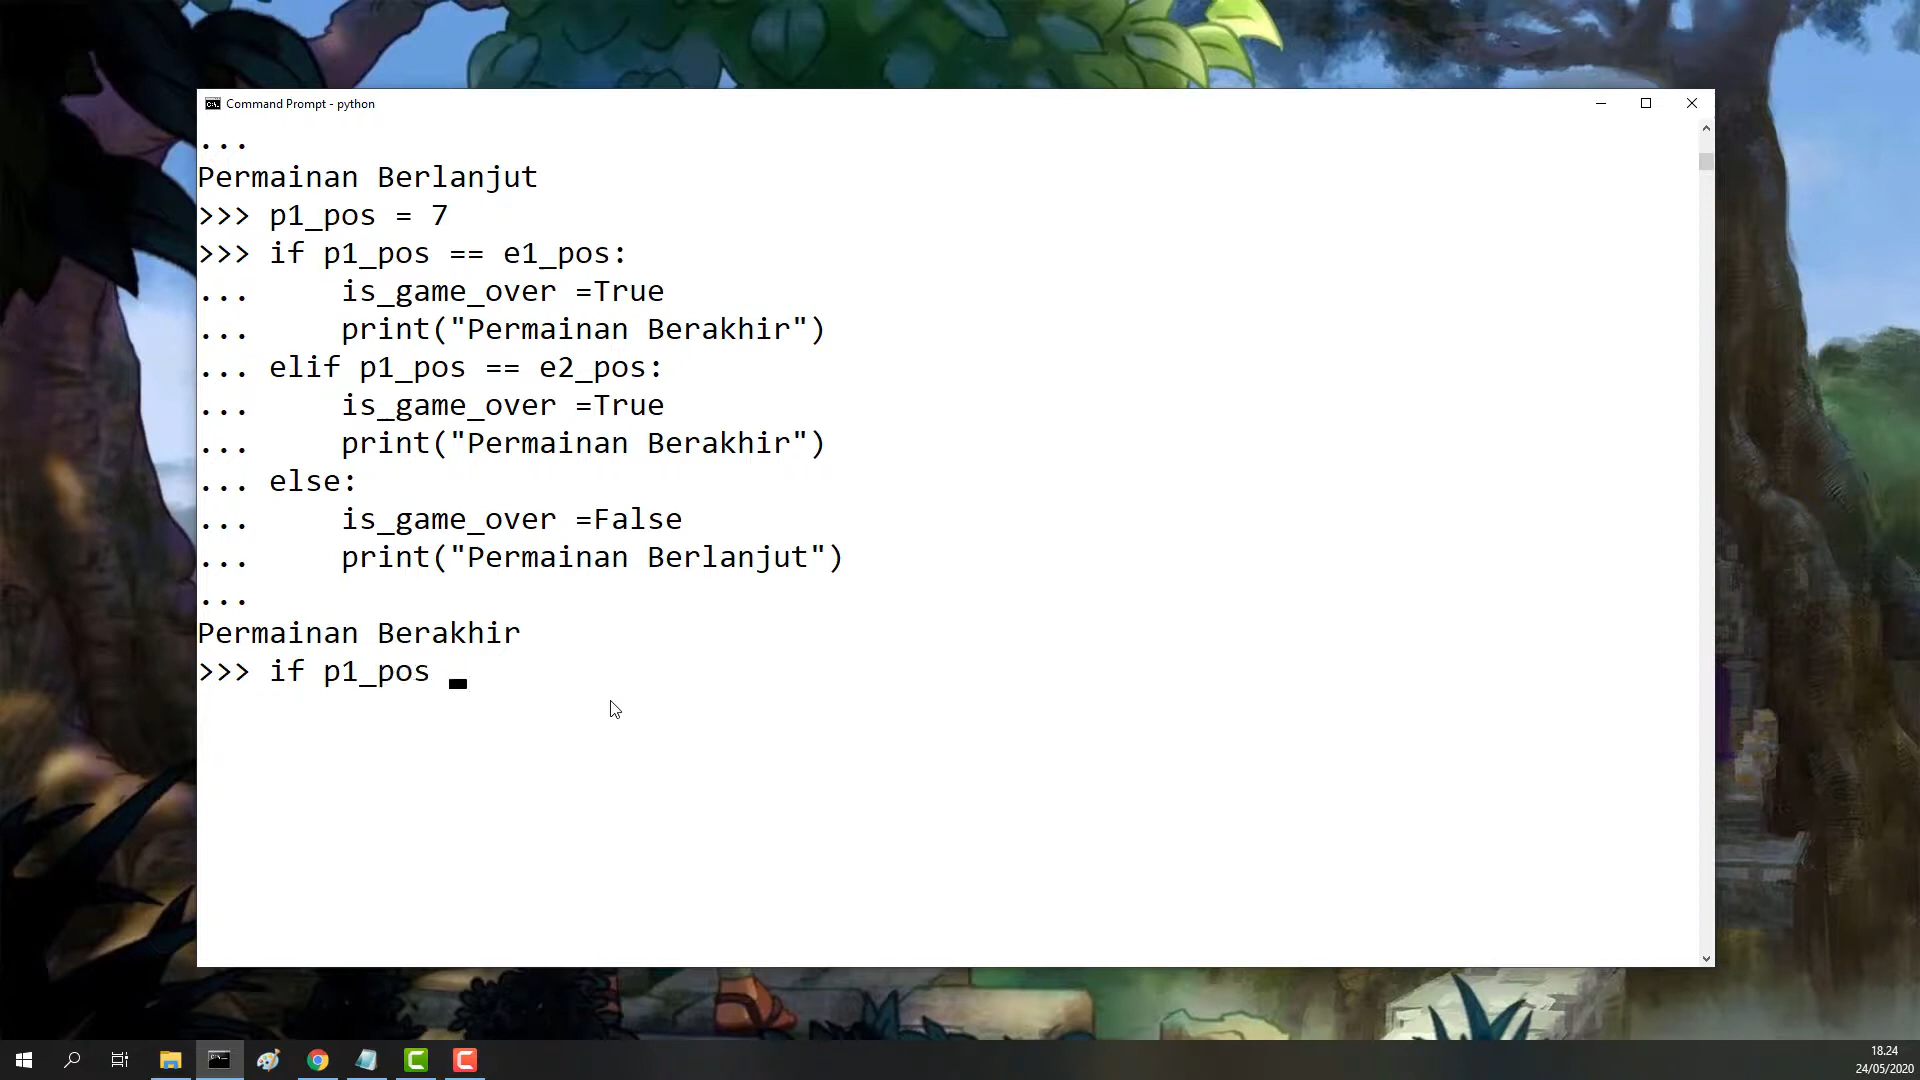 Command Prompt - python
...
Permainan Berlanjut
>>> p1_pos = 7
>>> if p1_pos == e1_pos:
...     is_game_over =True
...     print("Permainan Berakhir")
... elif p1_pos == e2_pos:
...     is_game_over =True
...     print("Permainan Berakhir")
... else:
...     is_game_over =False
...     print("Permainan Berlanjut")
...
Permainan Berakhir
>>> if p1_pos
18.24
24/05/2020